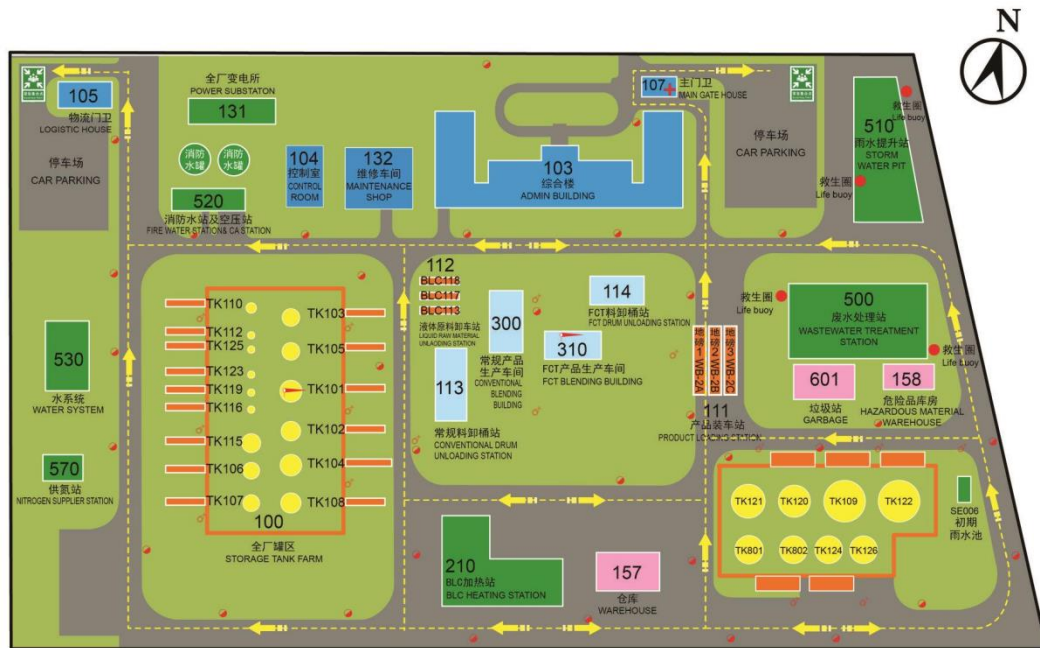 N
105
物流门卫
LOGISTIC HOUSE
停车场
CAR PARKING
全厂变电所
POWER SUBSTATON
131
消防
水罐
消防
水罐
520
消防水站及空压站
FIRE WATER STATION& CA STATION
104
控制室
CONTROL
ROOM
132
维修车间
MAINTENANCE
SHOP
103
综合楼
ADMIN BUILDING
107
主门卫
MAIN GATE HOUSE
停车场
CAR PARKING
救生圈
Life buoy
510
雨水提升站
STORM
WATER PIT
救生圈
Life buoy
530
水系统
WATER SYSTEM
570
供氮站
NITROGEN SUPPLIER STATION
TK110
TK112
TK125
TK123
TK119
TK116
TK115
TK106
TK107
TK103
TK105
TK101
TK102
TK104
TK108
100
全厂罐区
STORAGE TANK FARM
112
BLC118
BLC117
BLC113
液体原料卸车站
LIQUID RAW MATERIAL
UNLOADING STATION
113
常规料卸桶站
CONVENTIONAL DRUM
UNLOADING STATION
300
常规产品
生产车间
CONVENTIONAL
BLENDING
BUILDING
114
FCT料卸桶站
FCT DRUM UNLOADING STATION
310
FCT产品生产车间
FCT BLENDING BUILDING
地磅1 WB-2A
地磅2 WB-2B
地磅3 WB-2C
111
产品装车站
PRODUCT LOADING STATION
救生圈
Life buoy
500
废水处理站
WASTEWATER TREATMENT
STATION
救生圈
Life buoy
601
垃圾站
GARBAGE
158
危险品库房
HAZARDOUS MATERIAL
WAREHOUSE
TK121
TK120
TK109
TK122
TK801
TK802
TK124
TK126
SE006
初期
雨水池
210
BLC加热站
BLC HEATING STATION
157
仓库
WAREHOUSE